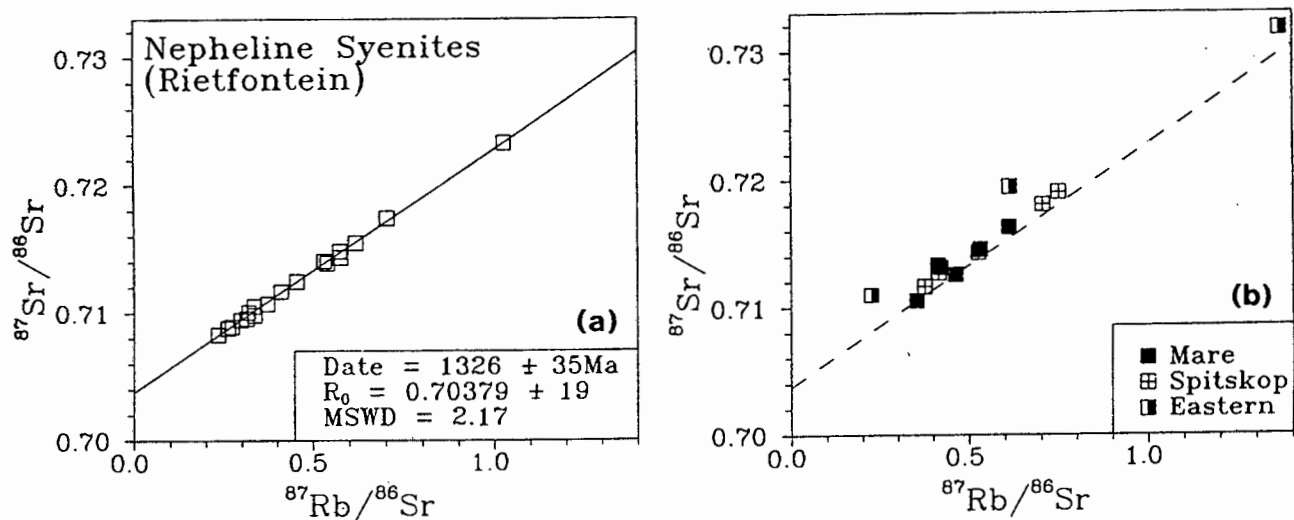 Nepheline Syenites
(Rietfontein)
0.73
0.72
0.71
0.70
⁸⁷Sr/⁸⁶Sr
(a)
Date = 1326 ± 35Ma
R₀ = 0.70379 ± 19
MSWD = 2.17
0.0
0.5
1.0
⁸⁷Rb/⁸⁶Sr
0.73
0.72
0.71
0.70
⁸⁷Sr/⁸⁶Sr
(b)
Mare
Spitskop
Eastern
0.0
0.5
1.0
⁸⁷Rb/⁸⁶Sr